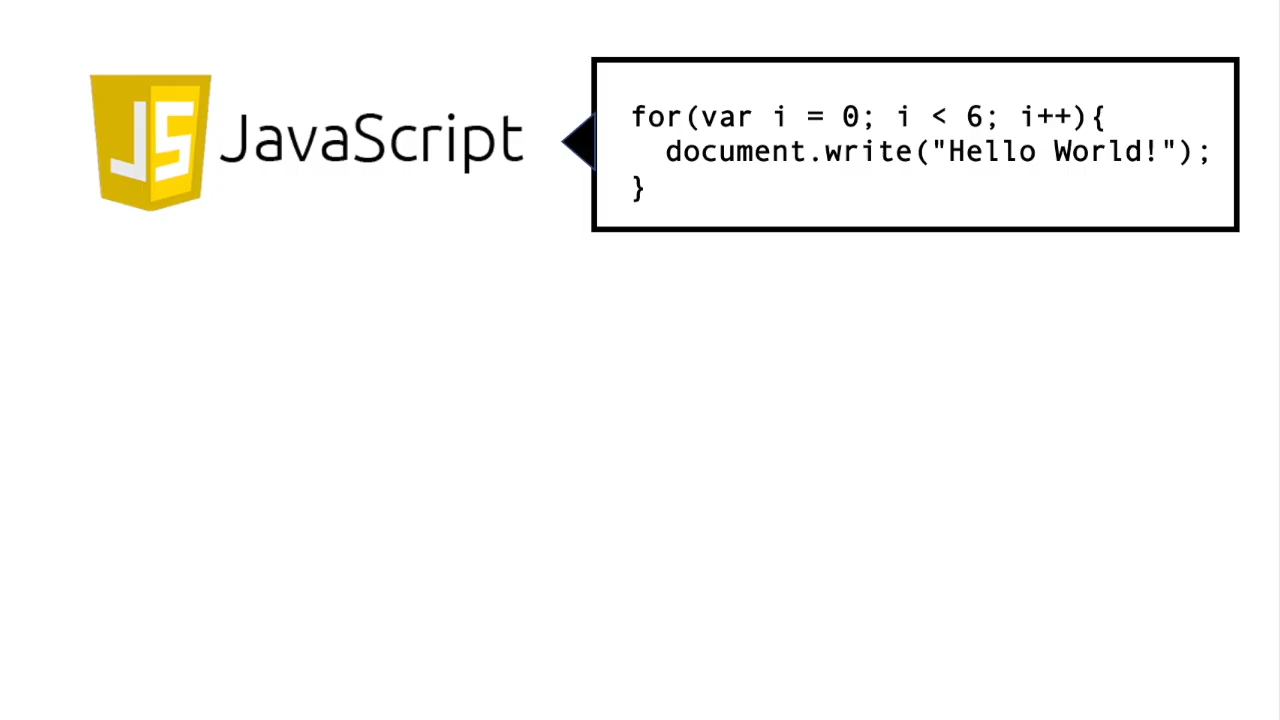 JS
JavaScript
for(var i = 0; i < 6; i++){
  document.write("Hello World!");
}